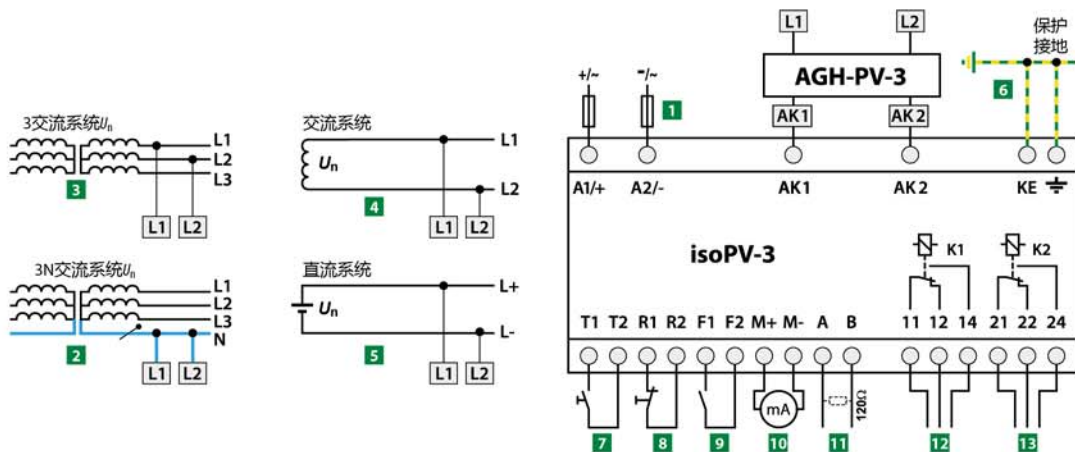 3交流系统Un
L1
L2
L3
3
L1 L2
交流系统
L1
Un
L2
4
L1 L2
3N交流系统Un
L1
L2
L3
N
2
L1 L2
直流系统
L+
Un
L-
5
L1 L2
L1 L2
保护
接地
+/~ -/~
AGH-PV-3
1
6
AK1 AK2
A1/+ A2/- AK1 AK2 KE
isoPV-3
K1 K2
T1 T2 R1 R2 F1 F2 M+ M- A B 11 12 14 21 22 24
mA
120Ω
7 8 9 10 11 12 13